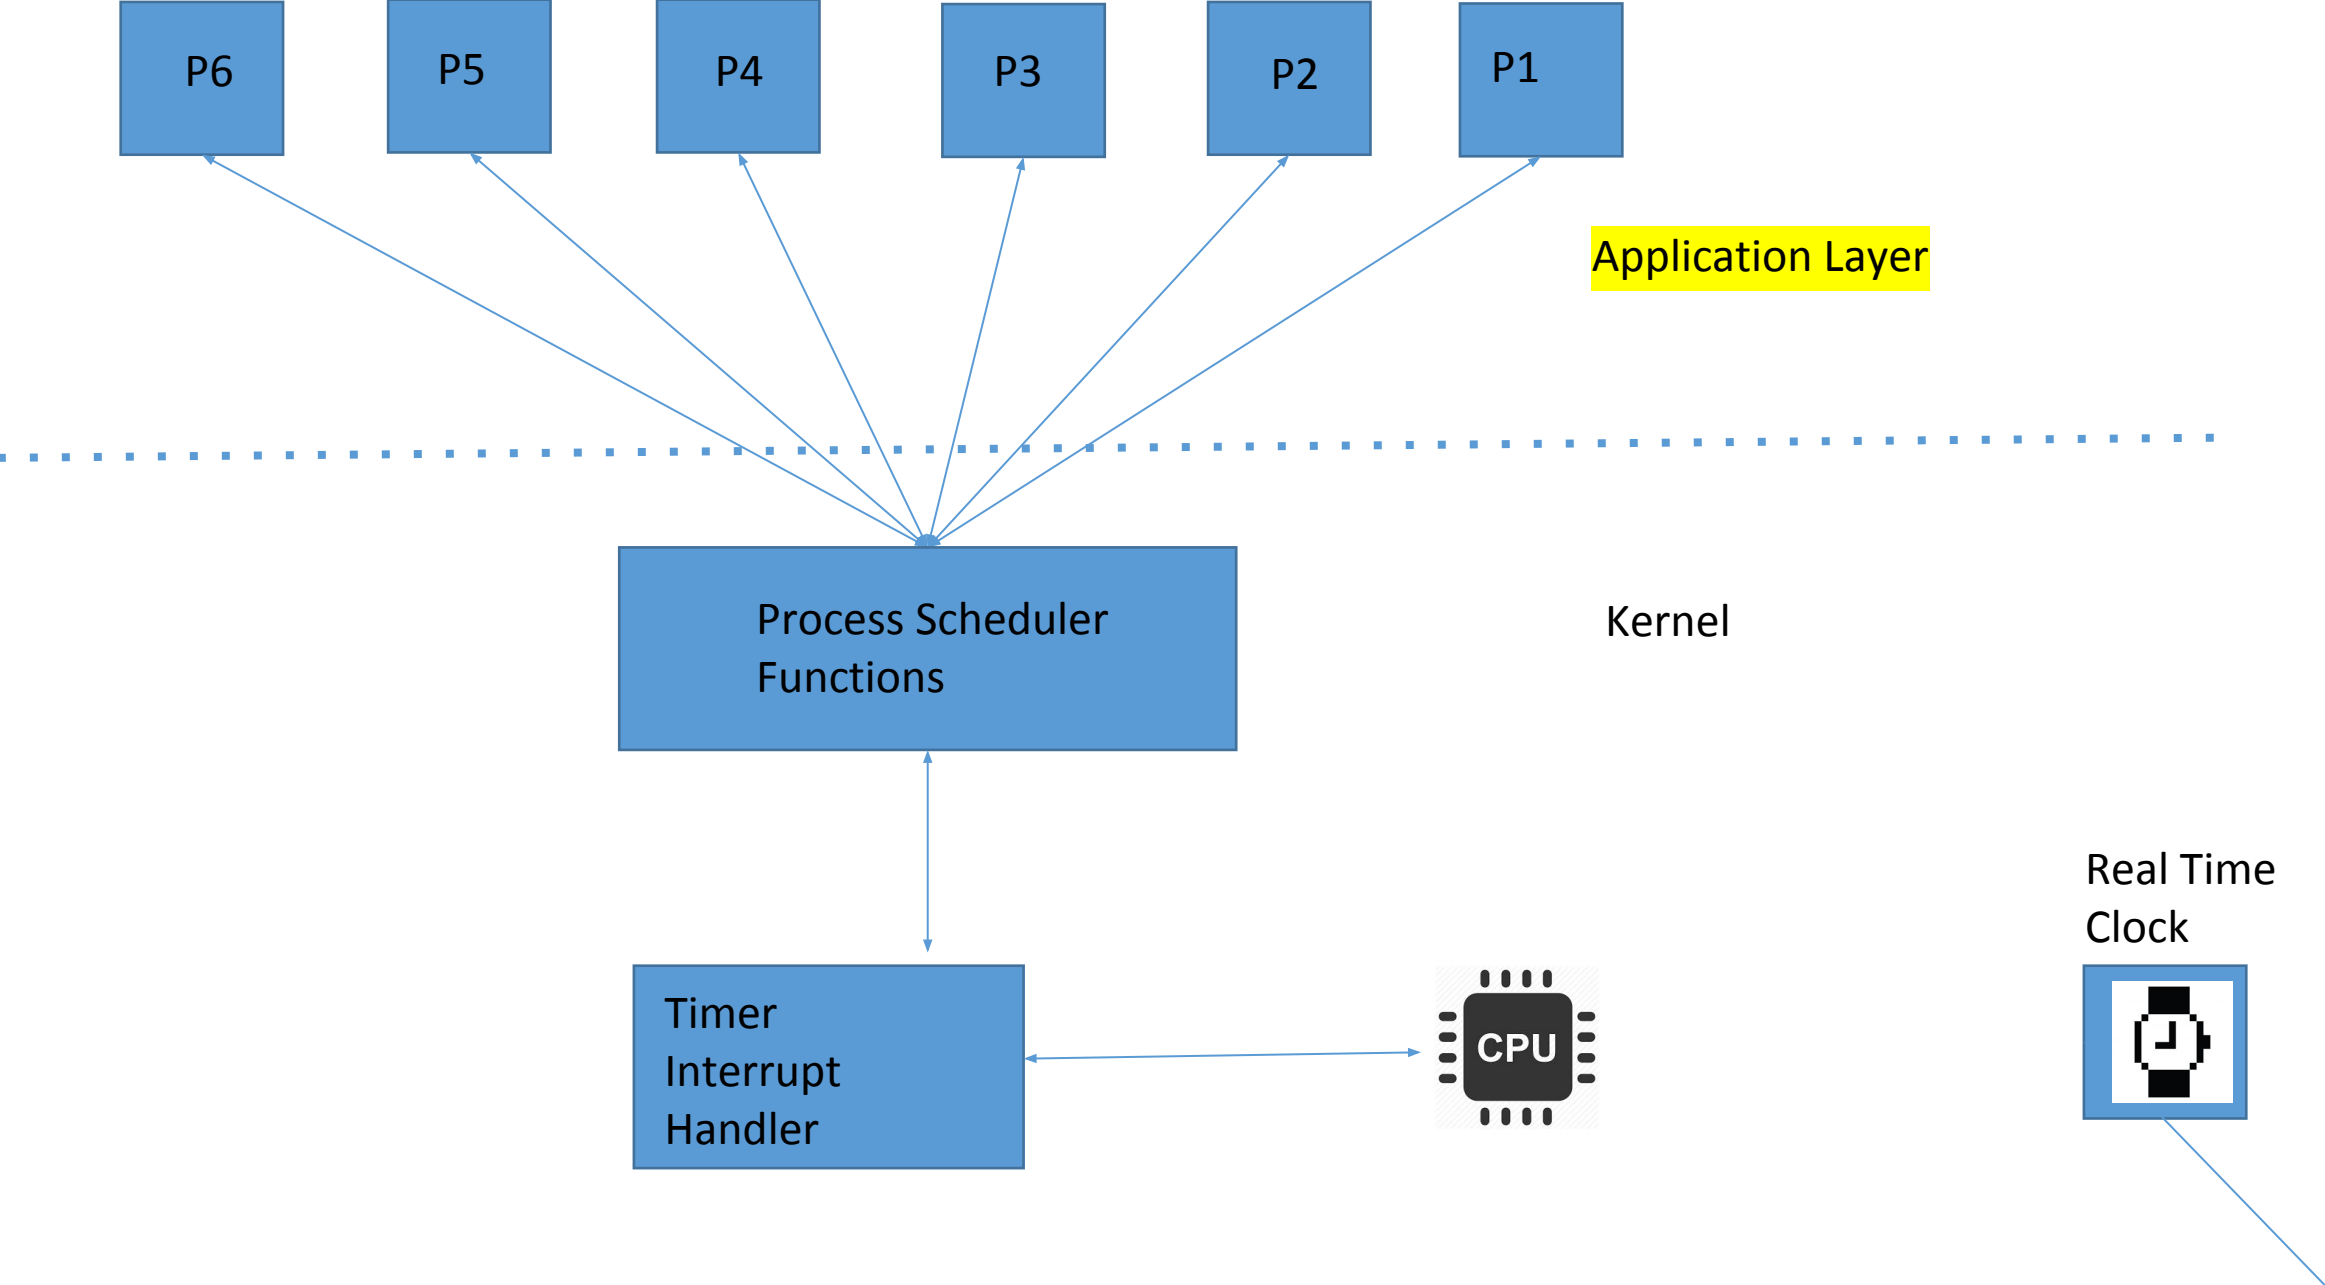 P6
P5
P4
P3
P2
P1
Application Layer
Process Scheduler
Functions
Kernel
Real Time
Clock
Timer
Interrupt
Handler
CPU